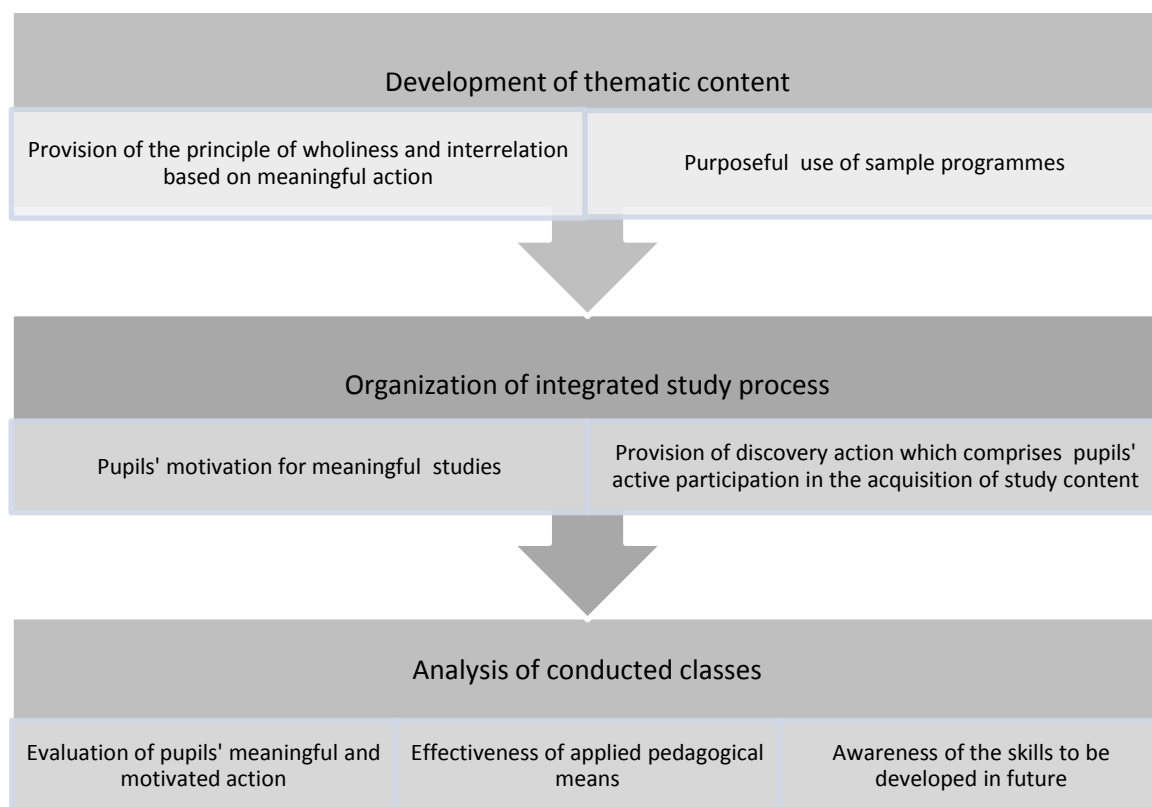 Development of thematic content
Provision of the principle of wholiness and interrelation
based on meaningful action
Purposeful use of sample programmes
Organization of integrated study process
Pupils' motivation for meaningful studies
Provision of discovery action which comprises pupils'
active participation in the acquisition of study content
Analysis of conducted classes
Evaluation of pupils' meaningful and
motivated action
Effectiveness of applied pedagogical
means
Awareness of the skills to be
developed in future